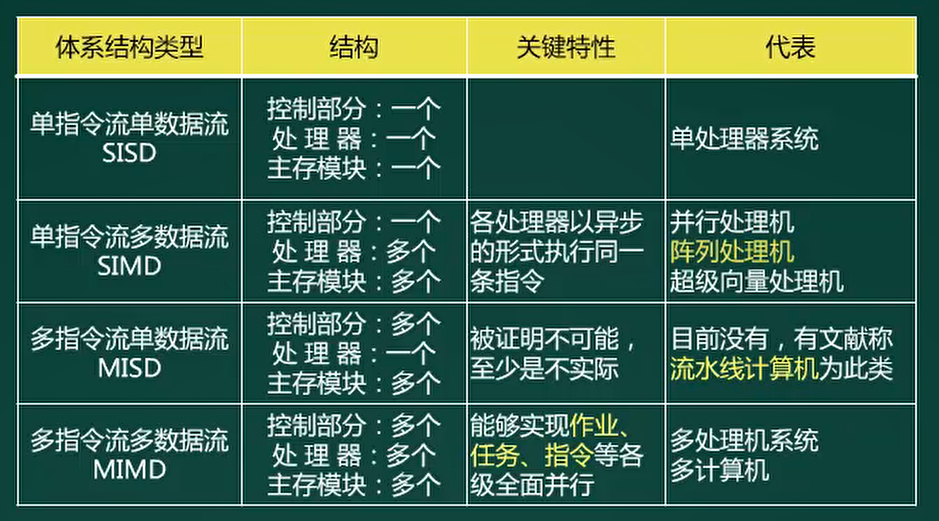 体系结构类型
结构
关键特性
代表
单指令流单数据流
SISD
控制部分：一个
处 理 器：一个
主存模块：一个
单处理器系统
单指令流多数据流
SIMD
控制部分：一个
处 理 器：多个
主存模块：多个
各处理器以异步
的形式执行同一
条指令
并行处理机
阵列处理机
超级向量处理机
多指令流单数据流
MISD
控制部分：多个
处 理 器：一个
主存模块：多个
被证明不可能，
至少是不实际
目前没有，有文献称
流水线计算机为此类
多指令流多数据流
MIMD
控制部分：多个
处 理 器：多个
主存模块：多个
能够实现作业、
任务、指令等各
级全面并行
多处理机系统
多计算机